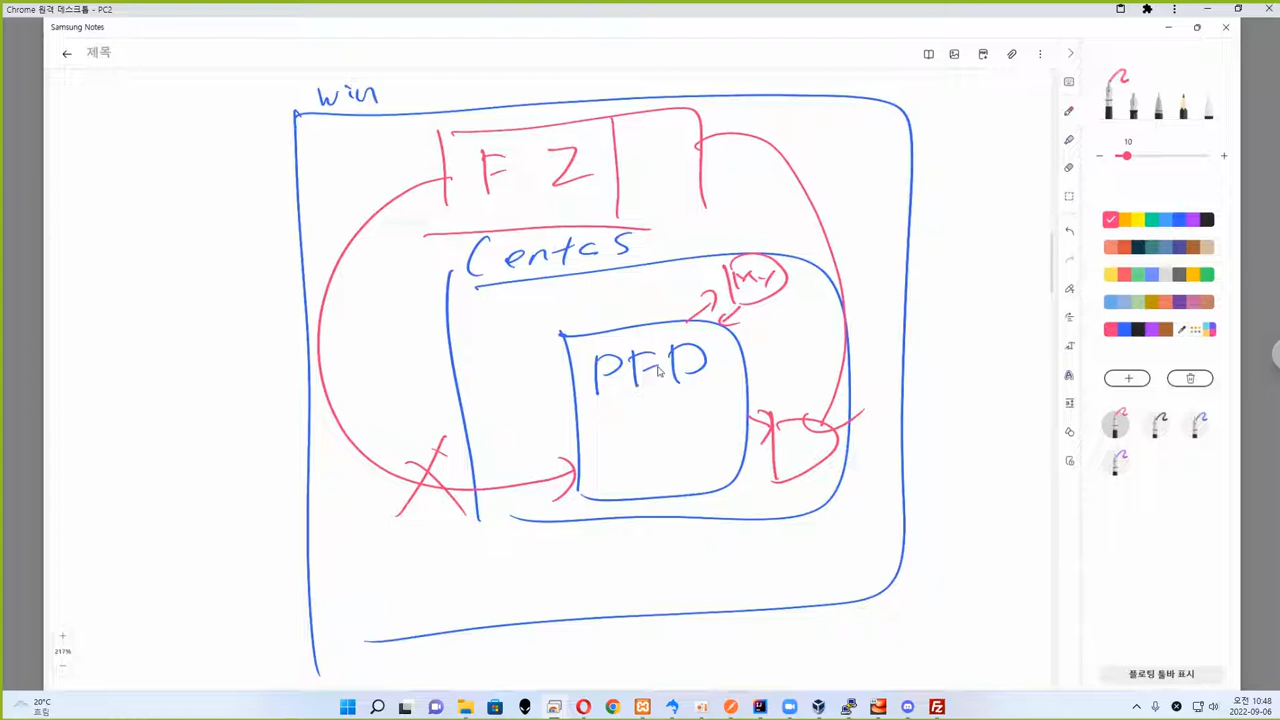 Chrome 원격 데스크톱 - PC2
Samsung Notes
제목
win
F Z
Centos
My
PFD
10
217%
플로팅 툴바 표시
20°C
흐림
오전 10:48
2022-09-06